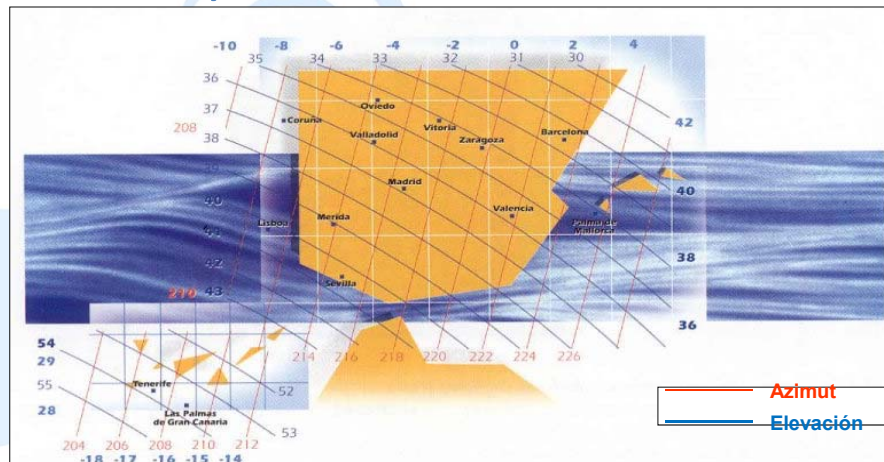 -10 -8 -6 -4 -2 0 2 4
35 34 33 32 31 30
36
37
208
38
Oviedo
Coruña
Vitoria
Valladolid
Zaragoza
Barcelona
42
Madrid
40
40
Lisboa
Merida
Valencia
Palma de
Mallorca
41
42
38
Sevilla
43
210
36
214 216 218 220 222 224 226
54
29
55
28
Tenerife
52
Las Palmas
de Gran Canaria
53
204 206 208 210 212
-18 -17 -16 -15 -14
Azimut
Elevación